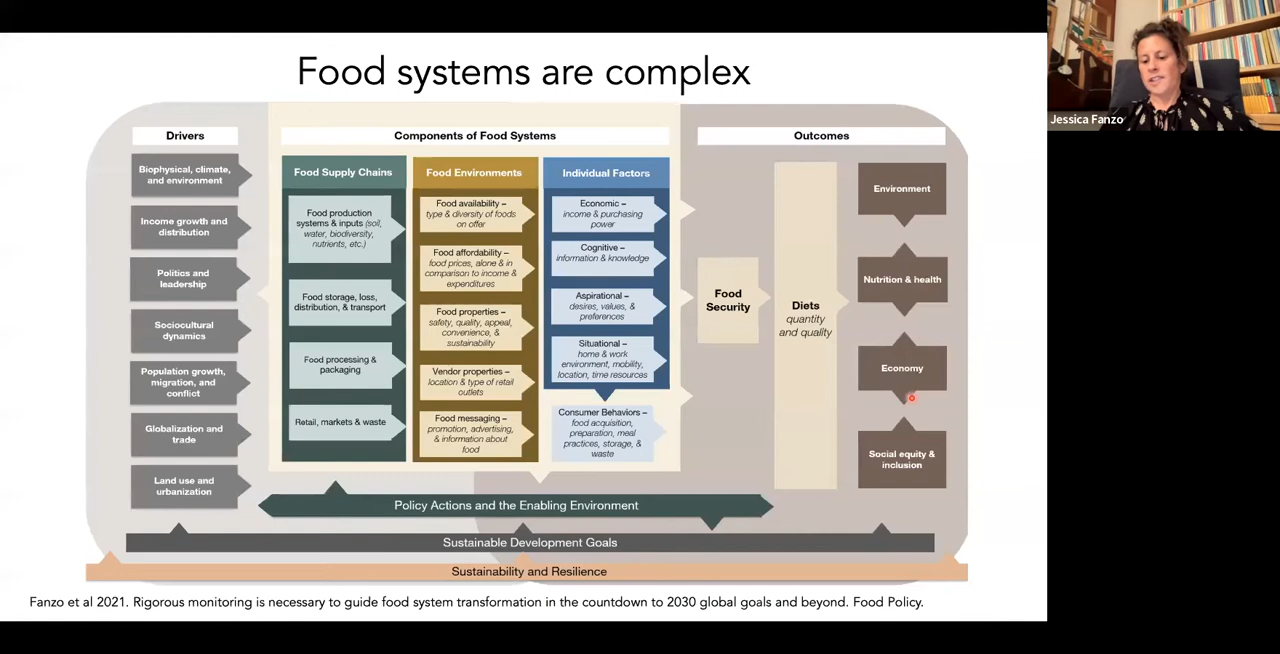 Food systems are complex
Jessica Fanzo
Drivers
Biophysical, climate,
and environment
Income growth and
distribution
Politics and
leadership
Sociocultural
dynamics
Population growth,
migration, and
conflict
Globalization and
trade
Land use and
urbanization
Components of Food Systems
Food Supply Chains
Food production
systems & inputs (soil,
water, biodiversity,
nutrients, etc.)
Food storage, loss,
distribution, & transport
Food processing &
packaging
Retail, markets & waste
Food Environments
Food availability –
type & diversity of foods
on offer
Food affordability –
food prices, alone & in
comparison to income &
expenditures
Food properties –
safety, quality, appeal,
convenience, &
sustainability
Vendor properties –
location & type of retail
outlets
Food messaging –
promotion, advertising,
& information about
food
Individual Factors
Economic –
income & purchasing
power
Cognitive –
information & knowledge
Aspirational –
desires, values, &
preferences
Situational –
home & work
environment, mobility,
location, time resources
Consumer Behaviors –
food acquisition,
preparation, meal
practices, storage, &
waste
Outcomes
Food
Security
Diets
quantity
and quality
Environment
Nutrition & health
Economy
Social equity &
inclusion
Policy Actions and the Enabling Environment
Sustainable Development Goals
Sustainability and Resilience
Fanzo et al 2021. Rigorous monitoring is necessary to guide food system transformation in the countdown to 2030 global goals and beyond. Food Policy.